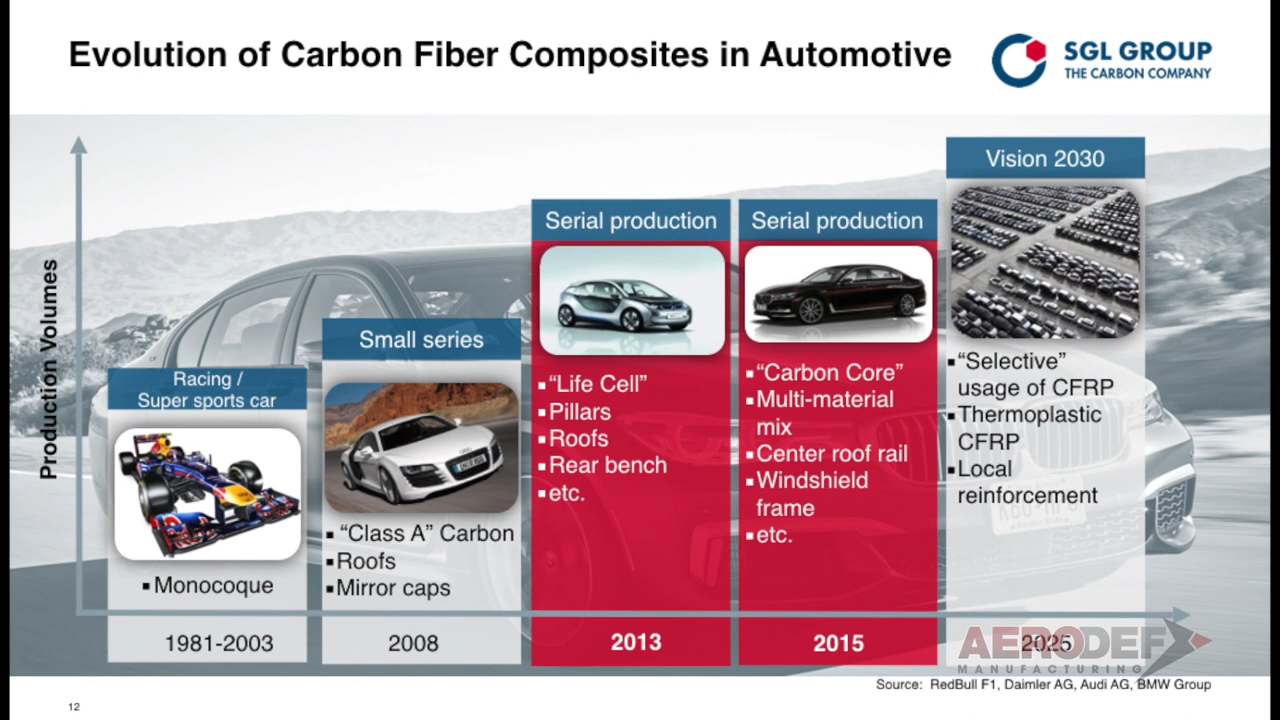 Evolution of Carbon Fiber Composites in Automotive
SGL GROUP
THE CARBON COMPANY
Production Volumes
Racing /
Super sports car
▪Monocoque
1981-2003
Small series
▪ “Class A” Carbon
▪Roofs
▪Mirror caps
2008
Serial production
▪“Life Cell”
▪Pillars
▪Roofs
▪Rear bench
▪etc.
2013
Serial production
▪“Carbon Core”
▪Multi-material
mix
▪Center roof rail
▪Windshield
frame
▪etc.
2015
Vision 2030
▪“Selective”
usage of CFRP
▪Thermoplastic
CFRP
▪Local
reinforcement
2025
AERODEF
MANUFACTURING
Source: RedBull F1, Daimler AG, Audi AG, BMW Group
12